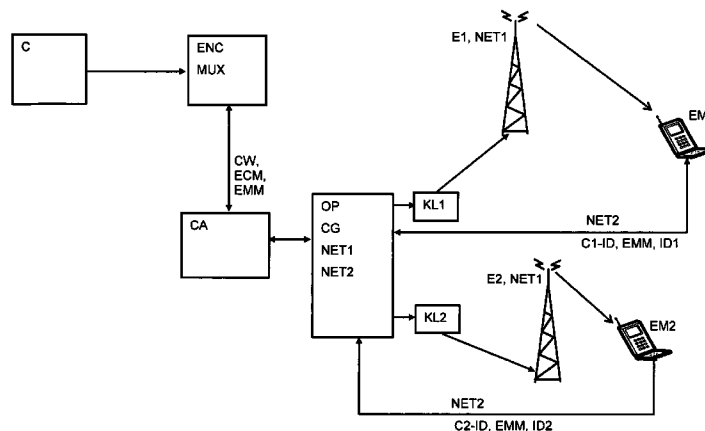 C
ENC
MUX
E1, NET1
EM
CW,
ECM,
EMM
CA
OP
CG
NET1
NET2
KL1
NET2
C1-ID, EMM, ID1
E2, NET1
KL2
EM2
NET2
C2-ID, EMM, ID2